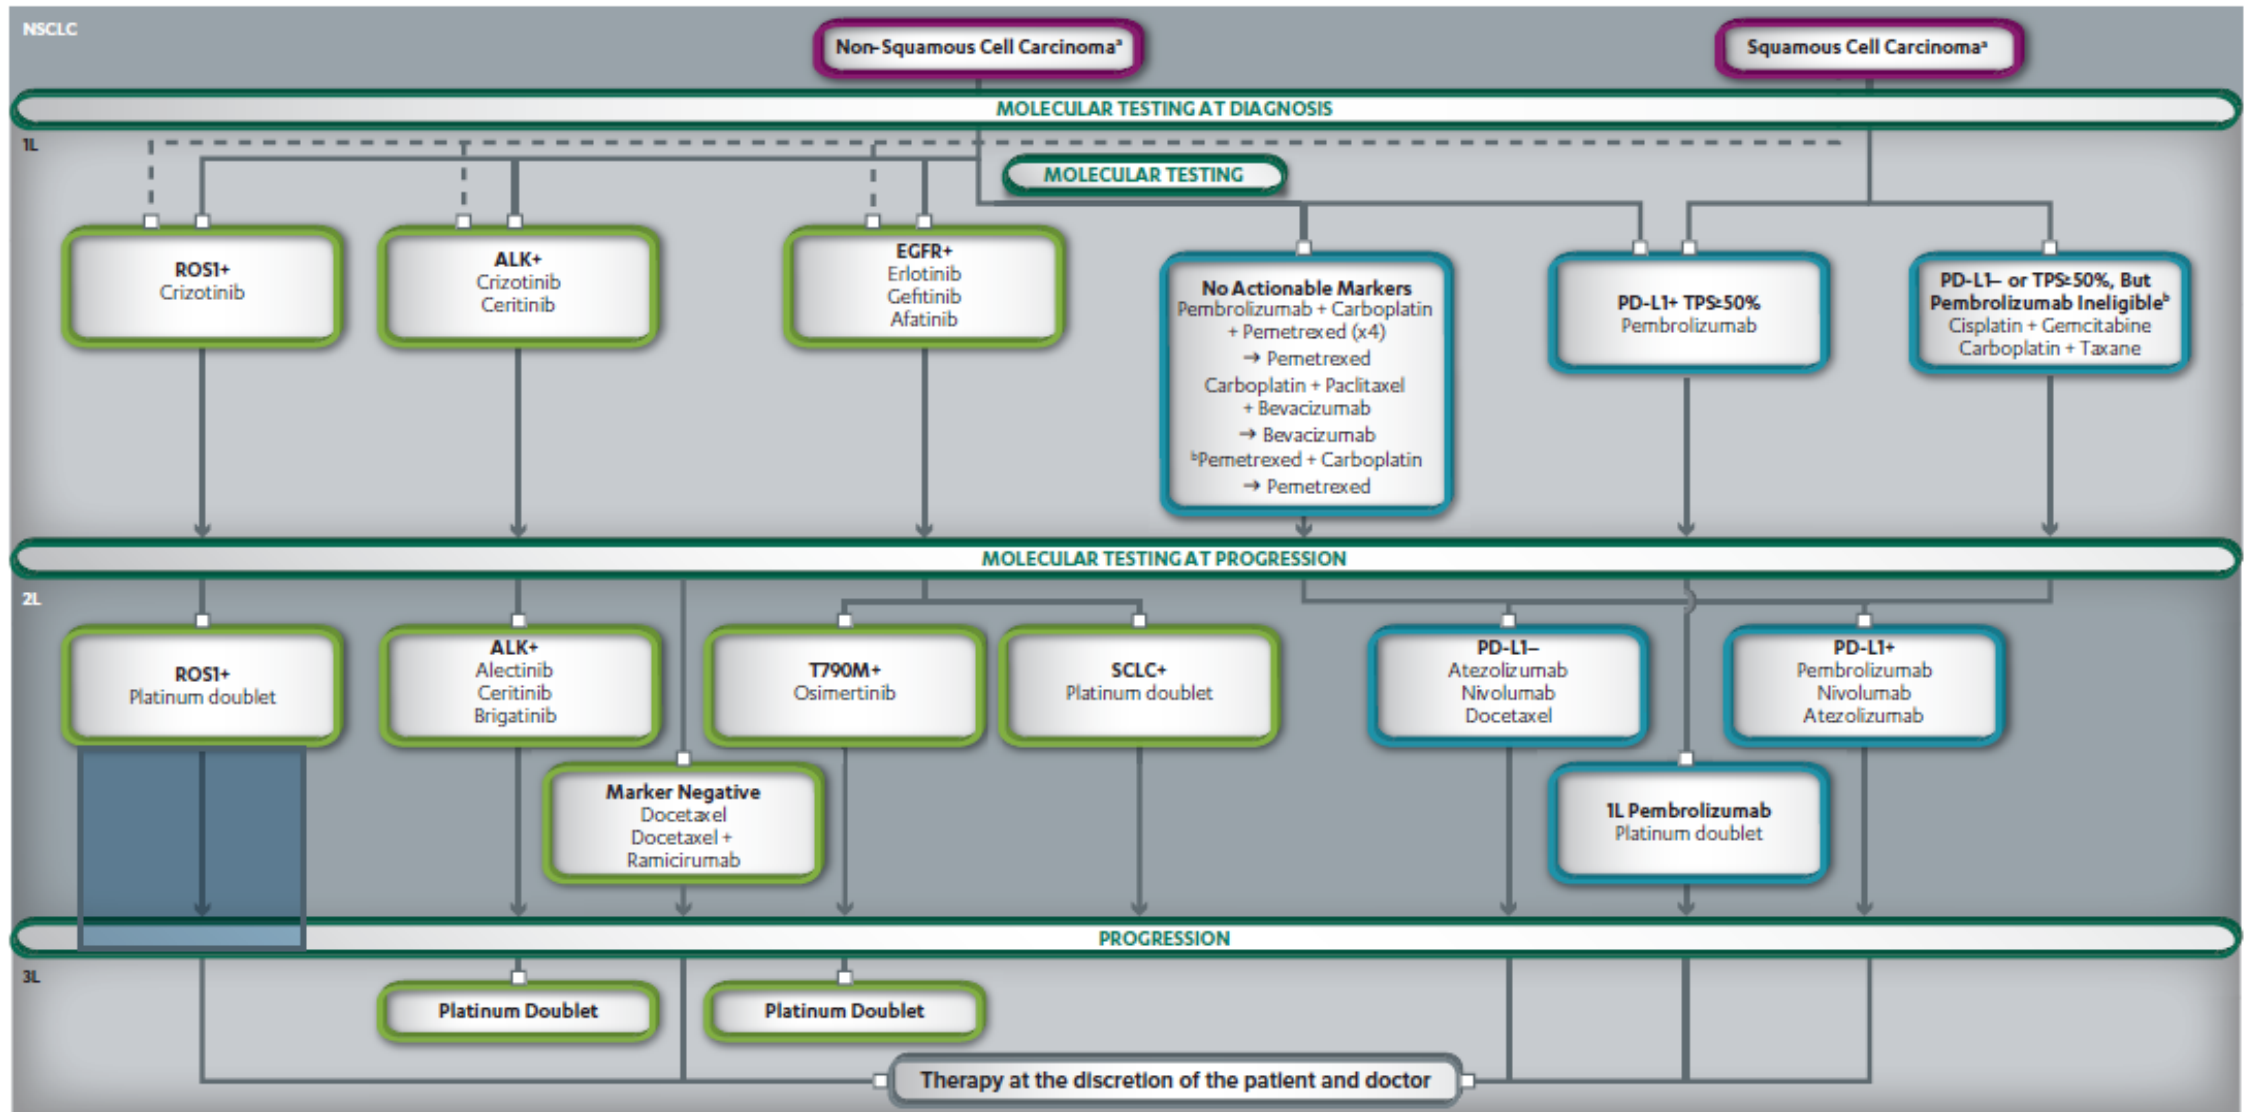 NSCLC
Non-Squamous Cell Carcinomaᵃ
Squamous Cell Carcinomaᵃ
MOLECULAR TESTING AT DIAGNOSIS
1L
MOLECULAR TESTING
ROS1+
Crizotinib
ALK+
Crizotinib
Ceritinib
EGFR+
Erlotinib
Gefitinib
Afatinib
No Actionable Markers
Pembrolizumab + Carboplatin
+ Pemetrexed (x4)
→ Pemetrexed
Carboplatin + Paclitaxel
+ Bevacizumab
→ Bevacizumab
ᵇPemetrexed + Carboplatin
→ Pemetrexed
PD-L1+ TPS≥50%
Pembrolizumab
PD-L1– or TPS≥50%, But
Pembrolizumab Ineligibleᵇ
Cisplatin + Gemcitabine
Carboplatin + Taxane
MOLECULAR TESTING AT PROGRESSION
2L
ROS1+
Platinum doublet
ALK+
Alectinib
Ceritinib
Brigatinib
T790M+
Osimertinib
SCLC+
Platinum doublet
PD-L1–
Atezolizumab
Nivolumab
Docetaxel
PD-L1+
Pembrolizumab
Nivolumab
Atezolizumab
Marker Negative
Docetaxel
Docetaxel +
Ramicirumab
1L Pembrolizumab
Platinum doublet
PROGRESSION
3L
Platinum Doublet
Platinum Doublet
Therapy at the discretion of the patient and doctor